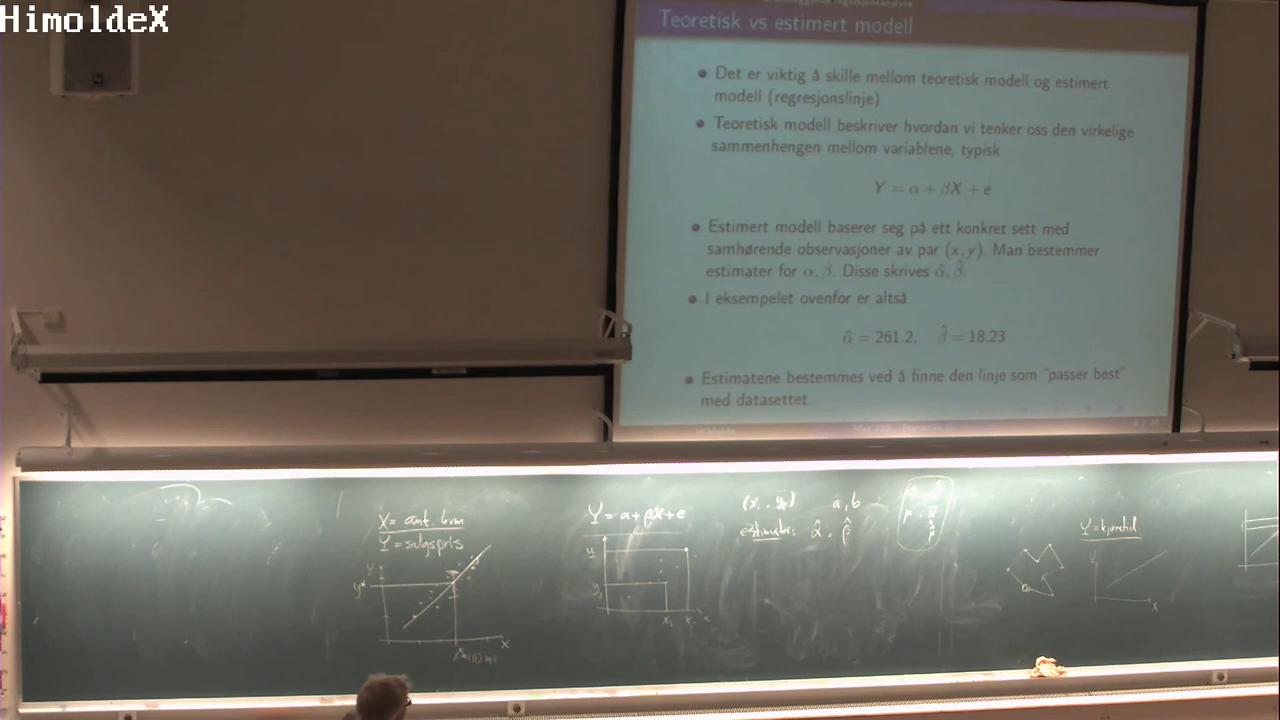 HimoldeX
Teoretisk vs estimert modell
Det er viktig å skille mellom teoretisk modell og estimert
modell (regresjonslinje)
Teoretisk modell beskriver hvordan vi tenker oss den virkelige
sammenhengen mellom variablene, typisk
Y = α + βX + e
Estimert modell baserer seg på ett konkret sett med
samhørende observasjoner av par (x, y). Man bestemmer
estimater for α, β. Disse skrives α̂, β̂.
I eksempelet ovenfor er altså
α̂ = 261.2, β̂ = 18.23
Estimatene bestemmes ved å finne den linje som "passer best"
med datasettet.
X = ant. kvm
Y = salgspris
y
y*
x
Y = α + βX + e
y
x
(xi, yi) a, b
estimater: α̂, β̂
Y = kjøretid
y
x